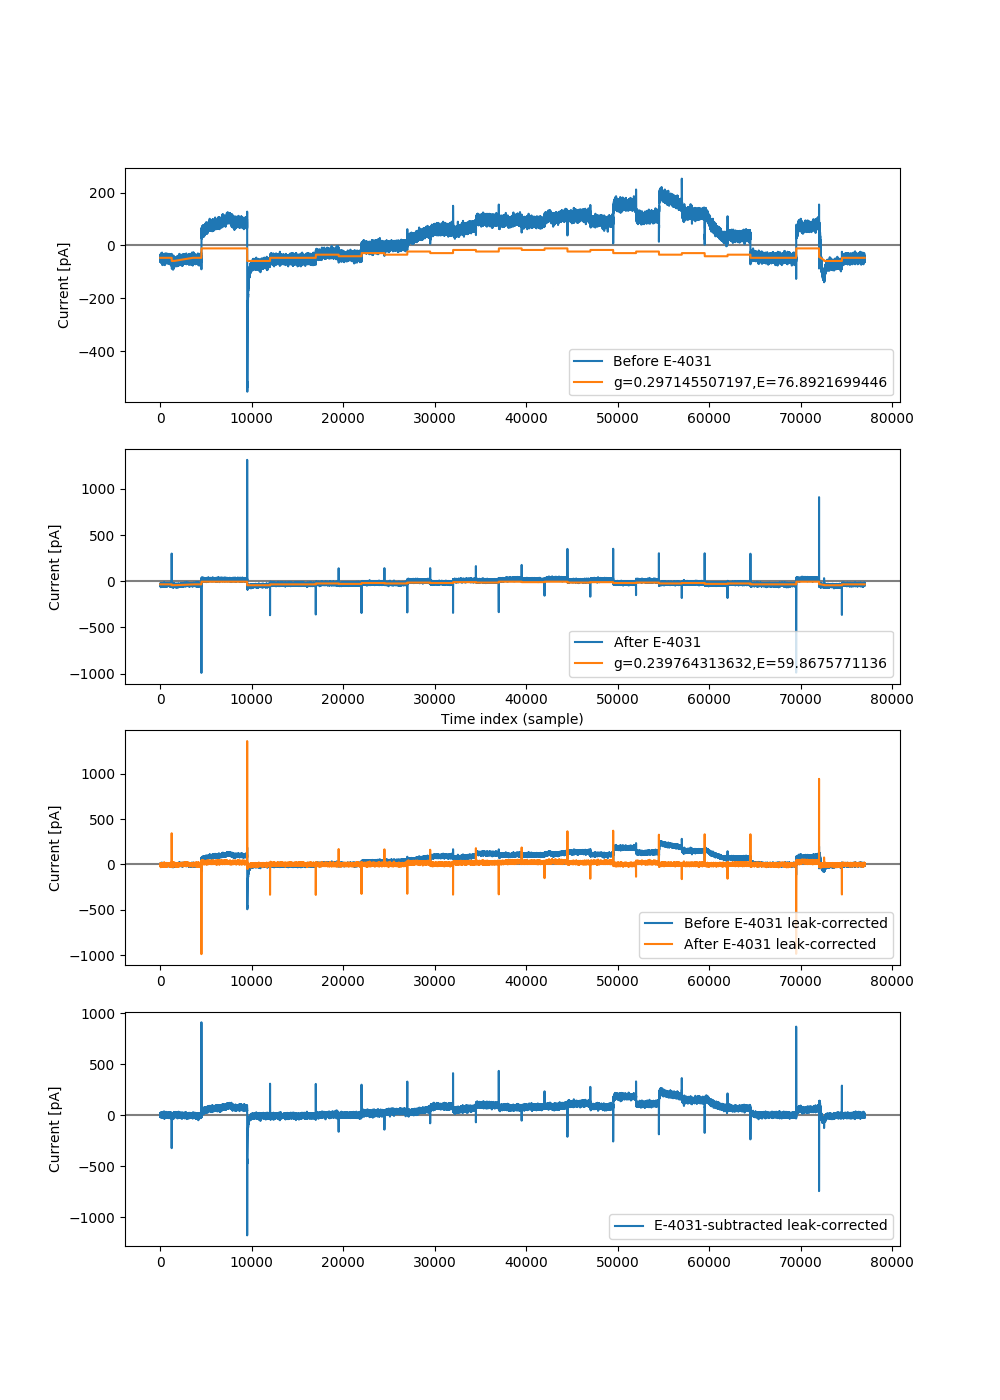 200
0
−200
−400
Current [pA]
Before E-4031
g=0.297145507197,E=76.8921699446
0 10000 20000 30000 40000 50000 60000 70000 80000
1000
500
0
−500
−1000
Current [pA]
After E-4031
g=0.239764313632,E=59.8675771136
0 10000 20000 30000 40000 50000 60000 70000 80000
Time index (sample)
1000
500
0
−500
−1000
Current [pA]
Before E-4031 leak-corrected
After E-4031 leak-corrected
0 10000 20000 30000 40000 50000 60000 70000 80000
1000
500
0
−500
−1000
Current [pA]
E-4031-subtracted leak-corrected
0 10000 20000 30000 40000 50000 60000 70000 80000